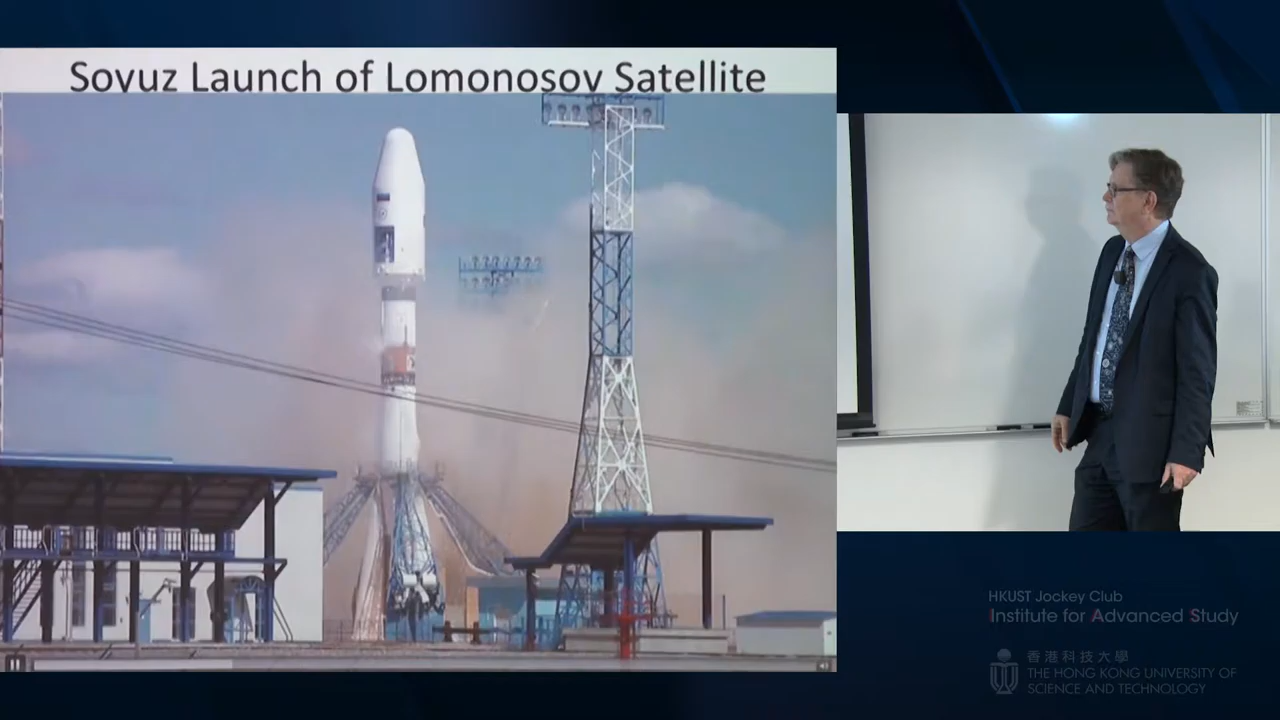 Soyuz Launch of Lomonosov Satellite
HKUST Jockey Club
Institute for Advanced Study
香港科技大學
THE HONG KONG UNIVERSITY OF
SCIENCE AND TECHNOLOGY